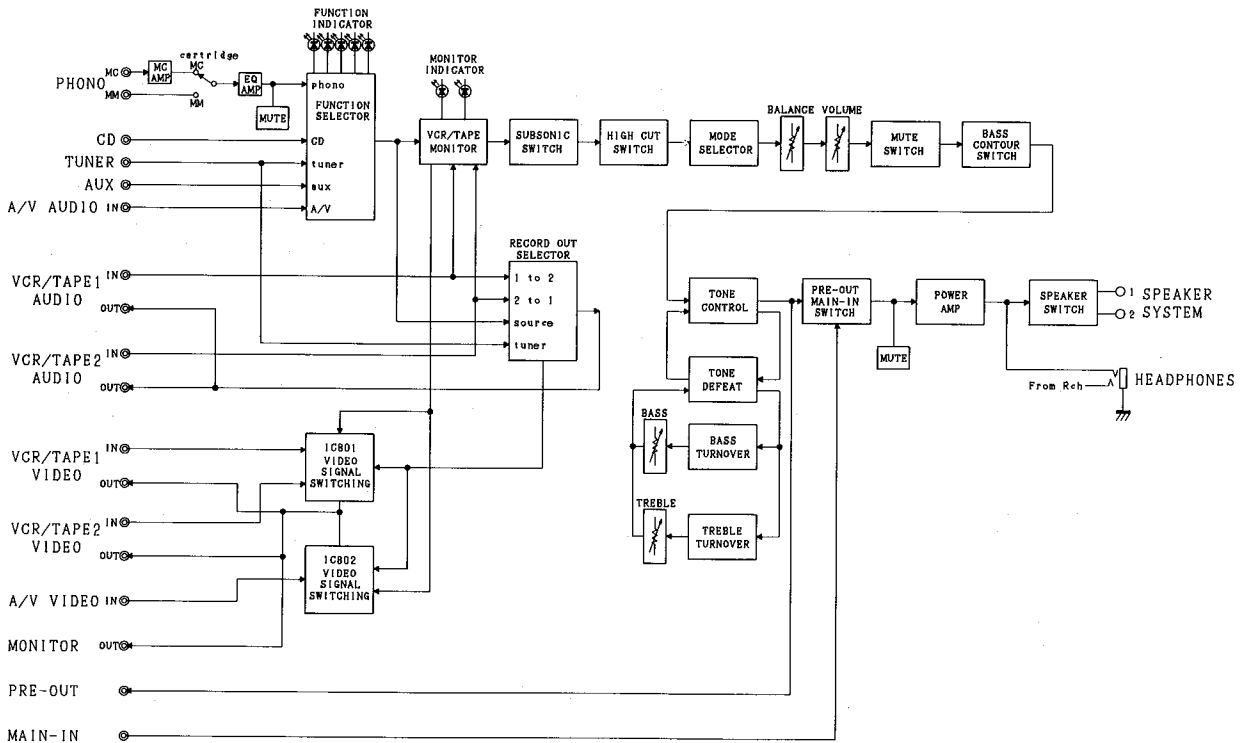 FUNCTION
INDICATOR
cartridge
MC
MM
PHONO
MC
MM
MC
AMP
EQ
AMP
MUTE
phono
FUNCTION
SELECTOR
CD
tuner
aux
A/V
CD
TUNER
AUX
A/V AUDIO IN
MONITOR
INDICATOR
VCR/TAPE
MONITOR
SUBSONIC
SWITCH
HIGH CUT
SWITCH
MODE
SELECTOR
BALANCE
VOLUME
MUTE
SWITCH
BASS
CONTOUR
SWITCH
VCR/TAPE1
AUDIO
IN
OUT
VCR/TAPE2
AUDIO
IN
OUT
RECORD OUT
SELECTOR
1 to 2
2 to 1
source
tuner
TONE
CONTROL
PRE-OUT
MAIN-IN
SWITCH
MUTE
POWER
AMP
SPEAKER
SWITCH
1 SPEAKER
2 SYSTEM
From Rch
HEADPHONES
TONE
DEFEAT
BASS
BASS
TURNOVER
TREBLE
TREBLE
TURNOVER
VCR/TAPE1
VIDEO
IN
OUT
VCR/TAPE2
VIDEO
IN
OUT
IC801
VIDEO
SIGNAL
SWITCHING
IC802
VIDEO
SIGNAL
SWITCHING
A/V VIDEO IN
MONITOR OUT
PRE-OUT
MAIN-IN